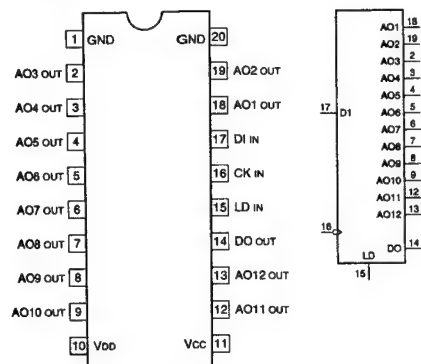 1 GND GND 20
AO3 OUT 2 19 AO2 OUT
AO4 OUT 3 18 AO1 OUT
AO5 OUT 4 17 DI IN
AO6 OUT 5 16 CK IN
AO7 OUT 6 15 LD IN
AO8 OUT 7 14 DO OUT
AO9 OUT 8 13 AO12 OUT
AO10 OUT 9 12 AO11 OUT
10 VDD VCC 11
AO1 18
AO2 19
AO3 2
AO4 3
AO5 4
17 D1 AO6 5
AO7 6
AO8 7
AO9 8
AO10 9
AO11 12
AO12 13
16
DO 14
LD
15